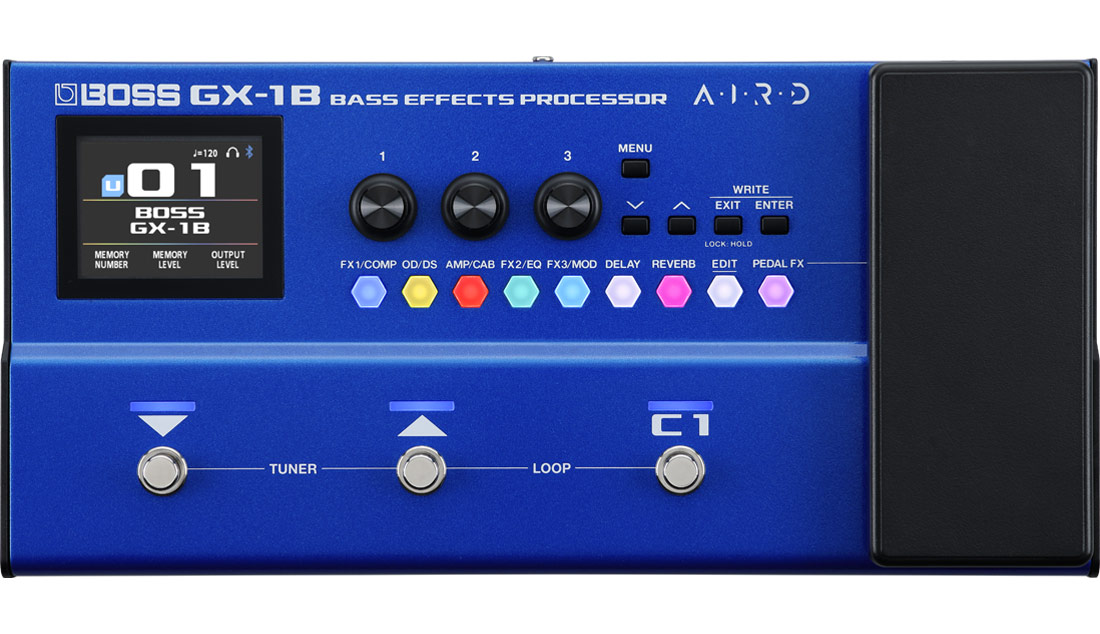 BOSS GX-1B BASS EFFECTS PROCESSOR A·I·R·D
♩=120
U01
BOSS
GX-1B
MEMORY NUMBER
MEMORY LEVEL
OUTPUT LEVEL
1 2 3
MENU
WRITE
EXIT ENTER
LOCK: HOLD
FX1/COMP OD/DS AMP/CAB FX2/EQ FX3/MOD DELAY REVERB EDIT PEDAL FX
C1
TUNER LOOP